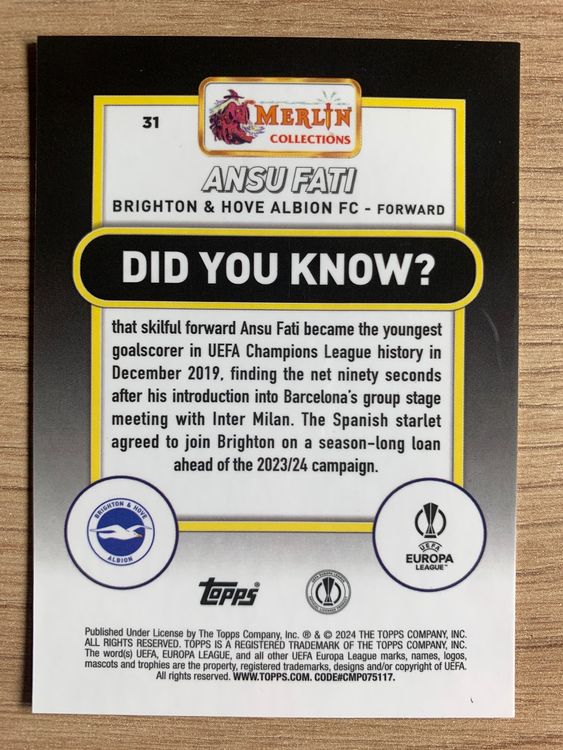 31
MERLIN
COLLECTIONS
ANSU FATI
BRIGHTON & HOVE ALBION FC - FORWARD
DID YOU KNOW?
that skilful forward Ansu Fati became the youngest
goalscorer in UEFA Champions League history in
December 2019, finding the net ninety seconds
after his introduction into Barcelona's group stage
meeting with Inter Milan. The Spanish starlet
agreed to join Brighton on a season-long loan
ahead of the 2023/24 campaign.
BRIGHTON & HOVE
ALBION
UEFA
EUROPA
LEAGUE™
Topps®
Published Under License by The Topps Company, Inc. ® & © 2024 THE TOPPS COMPANY, INC.
ALL RIGHTS RESERVED. TOPPS IS A REGISTERED TRADEMARK OF THE TOPPS COMPANY, INC.
The word(s) UEFA, EUROPA LEAGUE, and all other UEFA Europa League marks, names, logos,
mascots and trophies are the property, registered trademarks, designs and/or copyright of UEFA.
All rights reserved. WWW.TOPPS.COM. CODE#CMP075117.